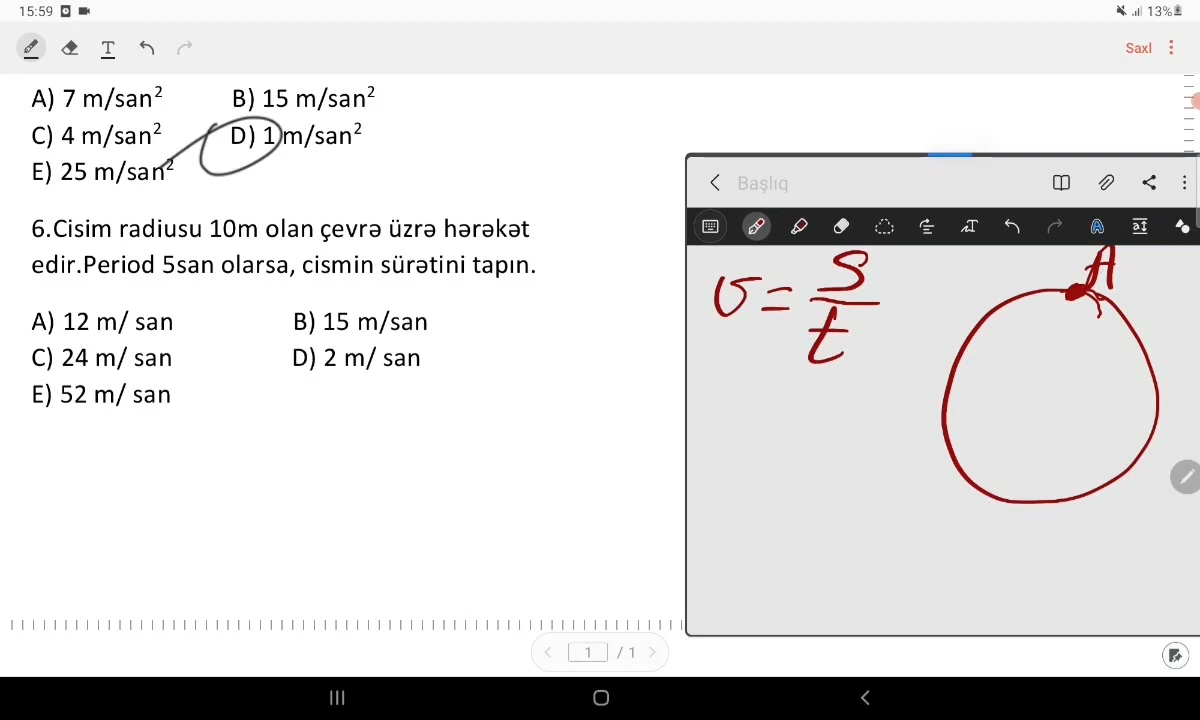 15:59
13%
Saxl
A) 7 m/san² B) 15 m/san²
C) 4 m/san² D) 1 m/san²
E) 25 m/san²
6.Cisim radiusu 10m olan çevrə üzrə hərəkət
edir.Period 5san olarsa, cismin sürətini tapın.
A) 12 m/ san B) 15 m/san
C) 24 m/ san D) 2 m/ san
E) 52 m/ san
1 / 1
Başlıq
υ = S/t
A